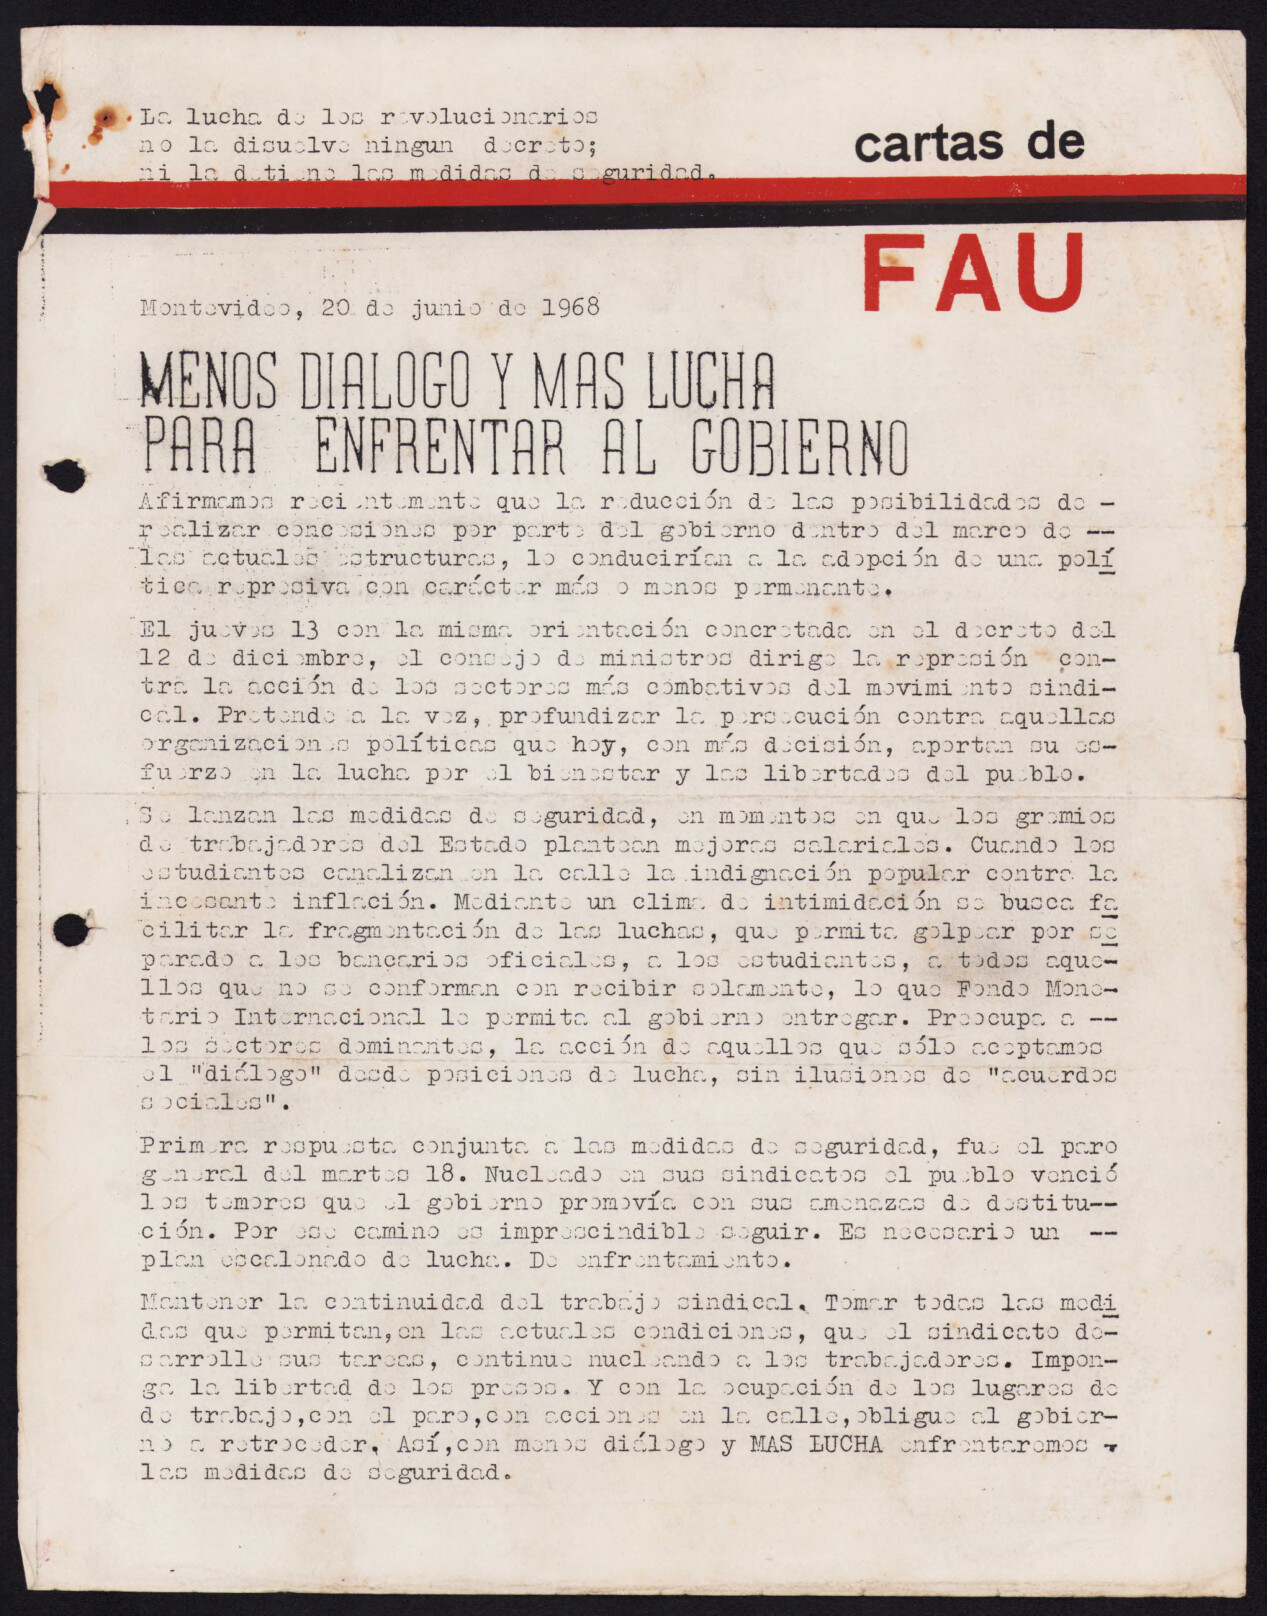 La lucha de los revolucionarios
no la disuelve ningun decreto;
ni la detiene las medidas de seguridad.
cartas de
FAU
Montevideo, 20 de junio de 1968
MENOS DIALOGO Y MAS LUCHA
PARA ENFRENTAR AL GOBIERNO
Afirmamos recientemente que la reducción de las posibilidades de -
realizar concesiones por parte del gobierno dentro del marco de --
las actuales estructuras, lo conducirían a la adopción de una polí
tica represiva con carácter más o menos permanente.
El jueves 13 con la misma orientación concretada en el decreto del
12 de diciembre, el consejo de ministros dirige la represión con-
tra la acción de los sectores más combativos del movimiento sindi-
cal. Pretende a la vez, profundizar la persecución contra aquellas
organizaciones políticas que hoy, con más decisión, aportan su es-
fuerzo en la lucha por el bienestar y las libertades del pueblo.
Se lanzan las medidas de seguridad, en momentos en que los gremios
de trabajadores del Estado plantean mejoras salariales. Cuando los
estudiantes canalizan en la calle la indignación popular contra la
incesante inflación. Mediante un clima de intimidación se busca fa
cilitar la fragmentación de las luchas, que permita golpear por se
parado a los bancarios oficiales, a los estudiantes, a todos aque-
llos que no se conforman con recibir solamente, lo que Fondo Mone-
tario Internacional le permita al gobierno entregar. Preocupa a --
los sectores dominantes, la acción de aquellos que sólo aceptamos
el "diálogo" desde posiciones de lucha, sin ilusiones de "acuerdos
sociales".
Primera respuesta conjunta a las medidas de seguridad, fue el paro
general del martes 18. Nucleado en sus sindicatos el pueblo venció
los temores que el gobierno promovía con sus amenazas de destitu--
ción. Por ese camino es imprescindible seguir. Es necesario un --
plan escalonado de lucha. De enfrentamiento.
Mantener la continuidad del trabajo sindical. Tomar todas las medi
das que permitan,en las actuales condiciones, que el sindicato de-
sarrolle sus tareas, continue nucleando a los trabajadores. Impon-
ga la libertad de los presos. Y con la ocupación de los lugares de
de trabajo,con el paro,con acciones en la calle,obligue al gobier-
no a retroceder. Así,con menos diálogo y MAS LUCHA enfrentaremos -
las medidas de seguridad.